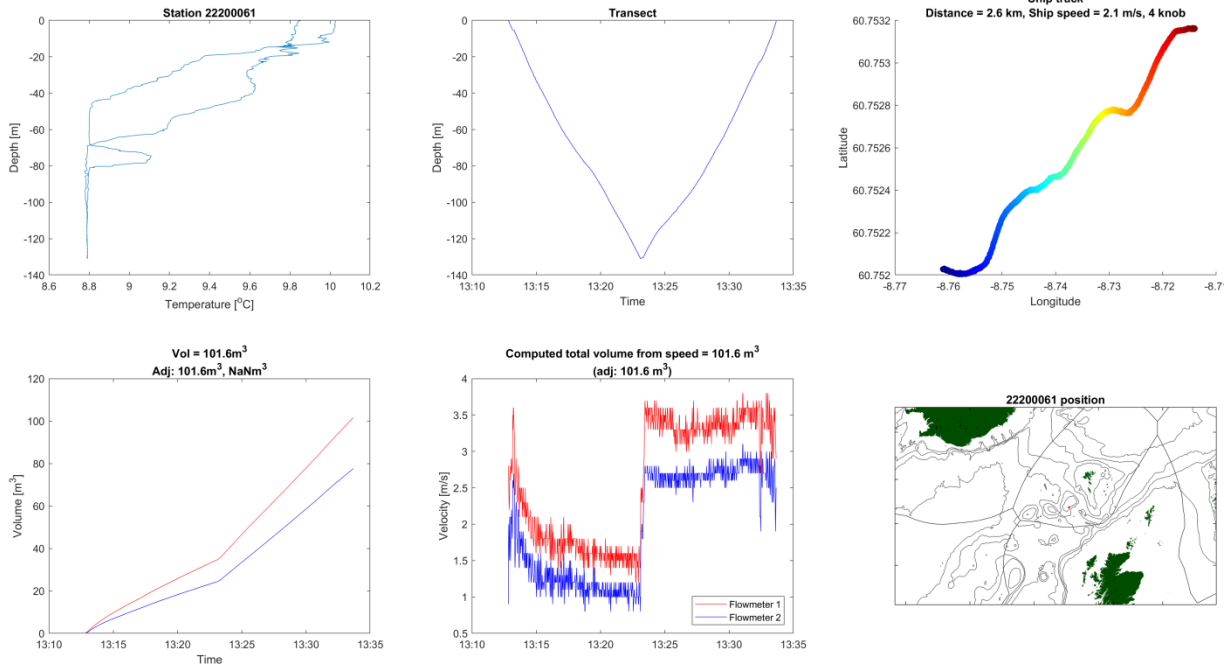 Station 22200061
0
-20
-40
-60
-80
-100
-120
-140
Depth [m]
8.6 8.8 9 9.2 9.4 9.6 9.8 10 10.2
Temperature [°C]
Transect
0
-20
-40
-60
-80
-100
-120
-140
Depth [m]
13:10 13:15 13:20 13:25 13:30 13:35
Time
Ship track
Distance = 2.6 km, Ship speed = 2.1 m/s, 4 knob
60.7532
60.753
60.7528
60.7526
60.7524
60.7522
60.752
Latitude
-8.77 -8.76 -8.75 -8.74 -8.73 -8.72 -8.71
Longitude
Vol = 101.6m³
Adj: 101.6m³, NaNm³
120
100
80
60
40
20
0
Volume [m³]
13:10 13:15 13:20 13:25 13:30 13:35
Time
Computed total volume from speed = 101.6 m³
(adj: 101.6 m³)
4
3.5
3
2.5
2
1.5
1
0.5
Velocity [m/s]
13:10 13:15 13:20 13:25 13:30 13:35
Flowmeter 1
Flowmeter 2
22200061 position